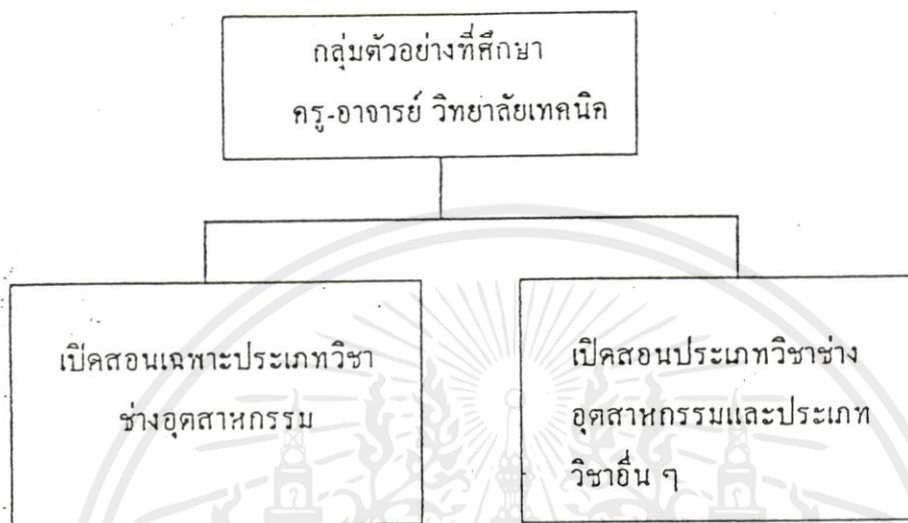 กลุ่มตัวอย่างที่ศึกษา
ครู-อาจารย์ วิทยาลัยเทคนิค
เปิดสอนเฉพาะประเภทวิชา
ช่างอุตสาหกรรม
เปิดสอนประเภทวิชาช่าง
อุตสาหกรรมและประเภท
วิชาอื่น ๆ